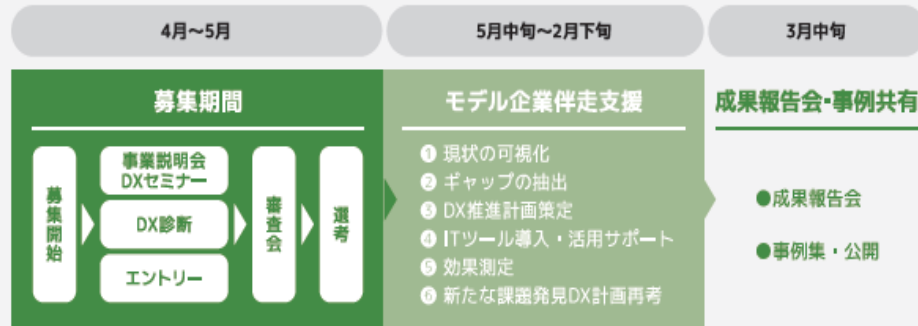 4月～5月
5月中旬～2月下旬
3月中旬
募集期間
募集開始
事業説明会
DXセミナー
DX診断
エントリー
審査会
選考
モデル企業伴走支援
① 現状の可視化
② ギャップの抽出
③ DX推進計画策定
④ ITツール導入・活用サポート
⑤ 効果測定
⑥ 新たな課題発見DX計画再考
成果報告会・事例共有
●成果報告会
●事例集・公開